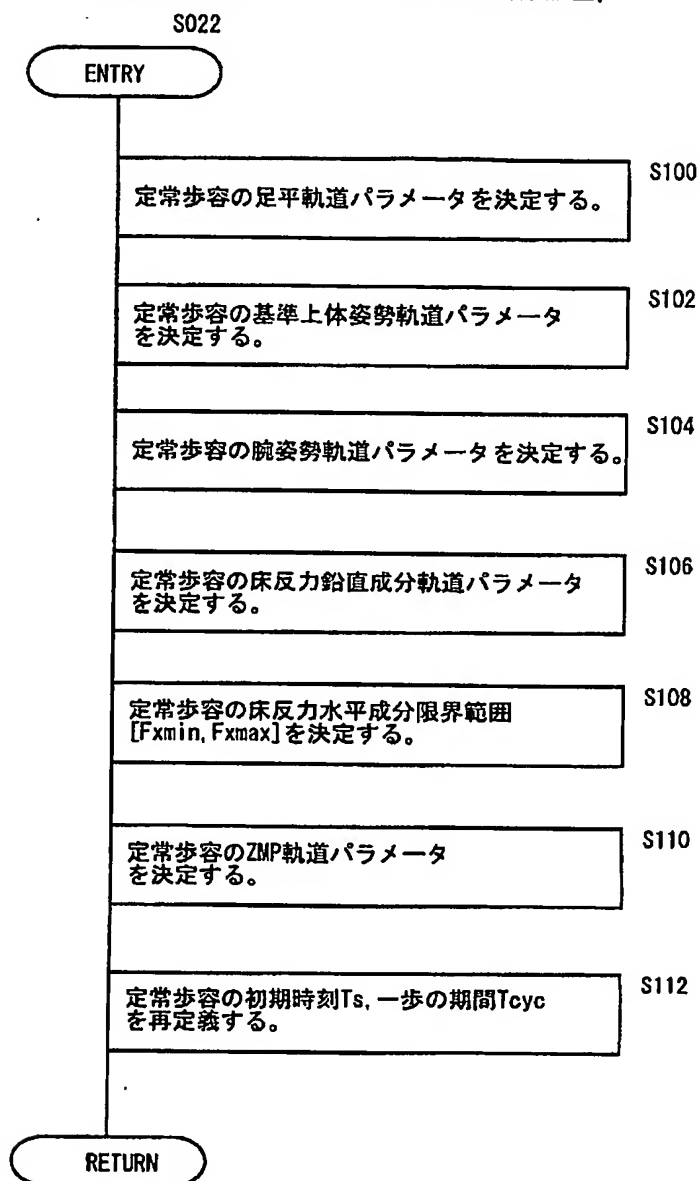 S022
ENTRY
S100
定常歩容の足平軌道パラメータを決定する。
S102
定常歩容の基準上体姿勢軌道パラメータ
を決定する。
S104
定常歩容の腕姿勢軌道パラメータを決定する。
S106
定常歩容の床反力鉛直成分軌道パラメータ
を決定する。
S108
定常歩容の床反力水平成分限界範囲
[Fxmin,Fxmax]を決定する。
S110
定常歩容のZMP軌道パラメータ
を決定する。
S112
定常歩容の初期時刻Ts,一歩の期間Tcyc
を再定義する。
RETURN